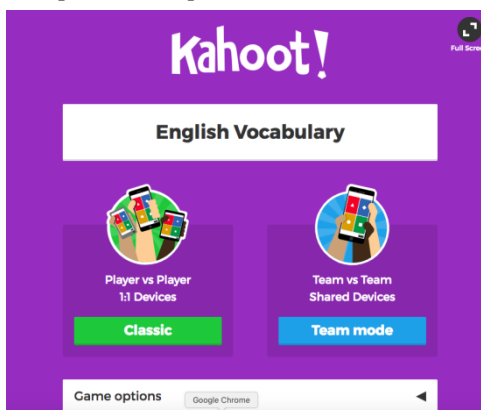 Kahoot!
Full Scre
English Vocabulary
Player vs Player
1:1 Devices
Classic
Team vs Team
Shared Devices
Team mode
Game options
Google Chrome